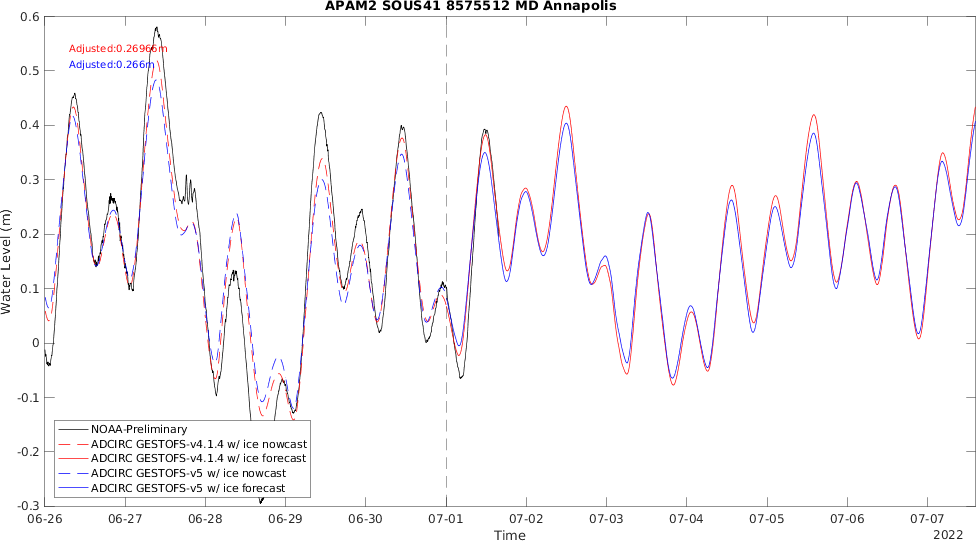 APAM2 SOUS41 8575512 MD Annapolis
Adjusted:0.26966m
Adjusted:0.266m
Water Level (m)
0.6
0.5
0.4
0.3
0.2
0.1
0
-0.1
-0.2
-0.3
NOAA-Preliminary
ADCIRC GESTOFS-v4.1.4 w/ ice nowcast
ADCIRC GESTOFS-v4.1.4 w/ ice forecast
ADCIRC GESTOFS-v5 w/ ice nowcast
ADCIRC GESTOFS-v5 w/ ice forecast
06-26 06-27 06-28 06-29 06-30 07-01 07-02 07-03 07-04 07-05 07-06 07-07
Time
2022